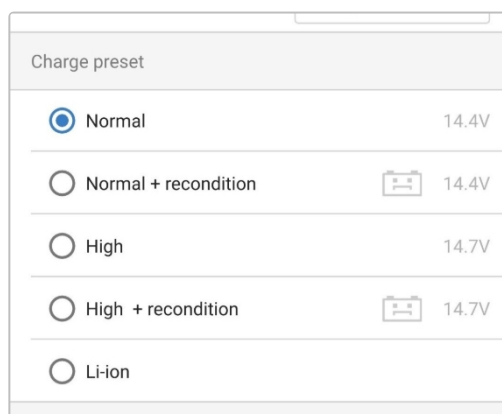 Charge preset
Normal 14.4V
Normal + recondition 14.4V
High 14.7V
High + recondition 14.7V
Li-ion